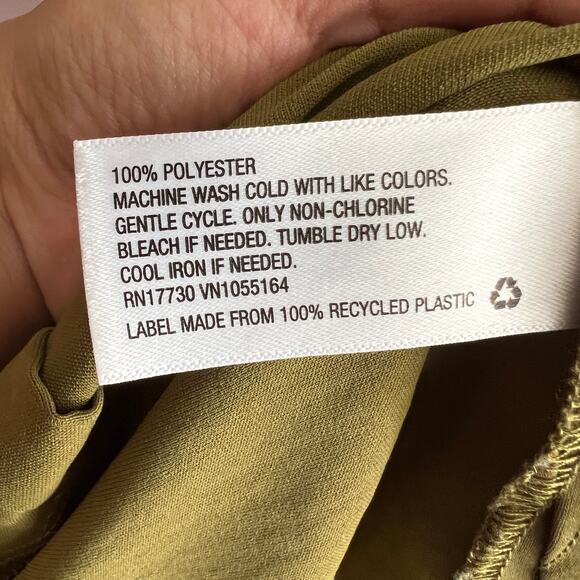 100% POLYESTER
MACHINE WASH COLD WITH LIKE COLORS.
GENTLE CYCLE. ONLY NON-CHLORINE
BLEACH IF NEEDED. TUMBLE DRY LOW.
COOL IRON IF NEEDED.
RN17730 VN1055164
LABEL MADE FROM 100% RECYCLED PLASTIC